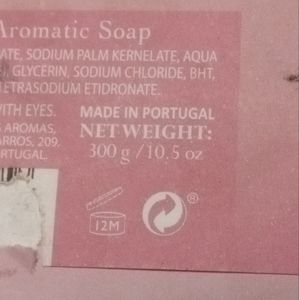 Aromatic Soap
ATE, SODIUM PALM KERNELATE, AQUA
), GLYCERIN, SODIUM CHLORIDE, BHT,
TETRASODIUM ETIDRONATE.
WITH EYES.
MADE IN PORTUGAL
S AROMAS,
NET WEIGHT:
ARROS, 209.
300 g / 10.5 oz
RTUGAL.
12M
®